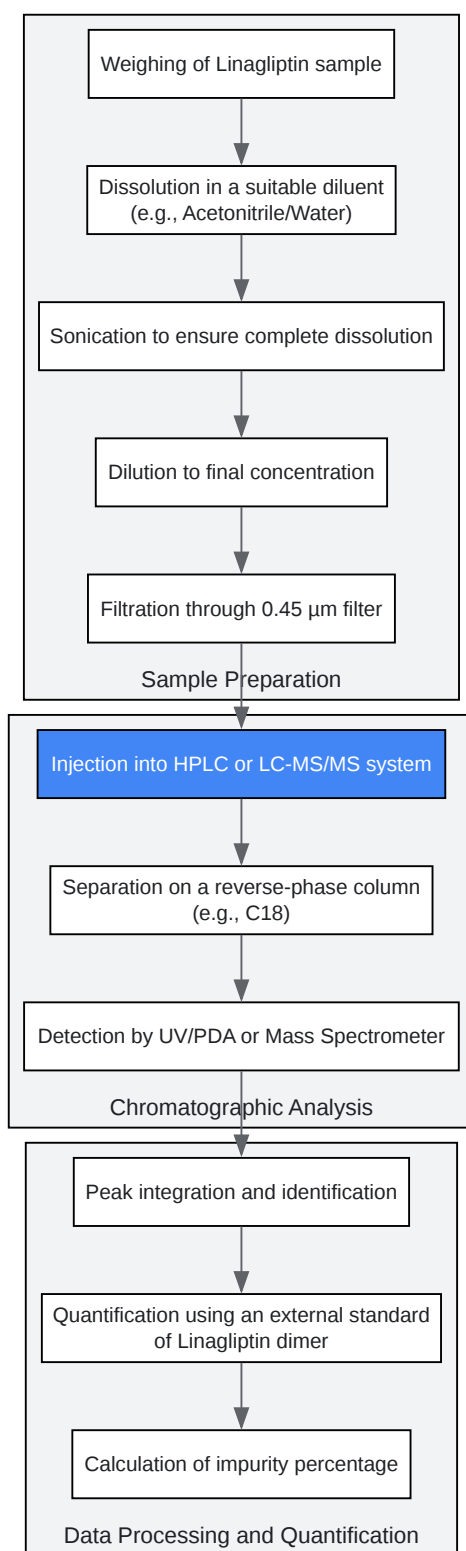 Weighing of Linagliptin sample
Dissolution in a suitable diluent
(e.g., Acetonitrile/Water)
Sonication to ensure complete dissolution
Dilution to final concentration
Filtration through 0.45 µm filter
Sample Preparation
Injection into HPLC or LC-MS/MS system
Separation on a reverse-phase column
(e.g., C18)
Detection by UV/PDA or Mass Spectrometer
Chromatographic Analysis
Peak integration and identification
Quantification using an external standard
of Linagliptin dimer
Calculation of impurity percentage
Data Processing and Quantification